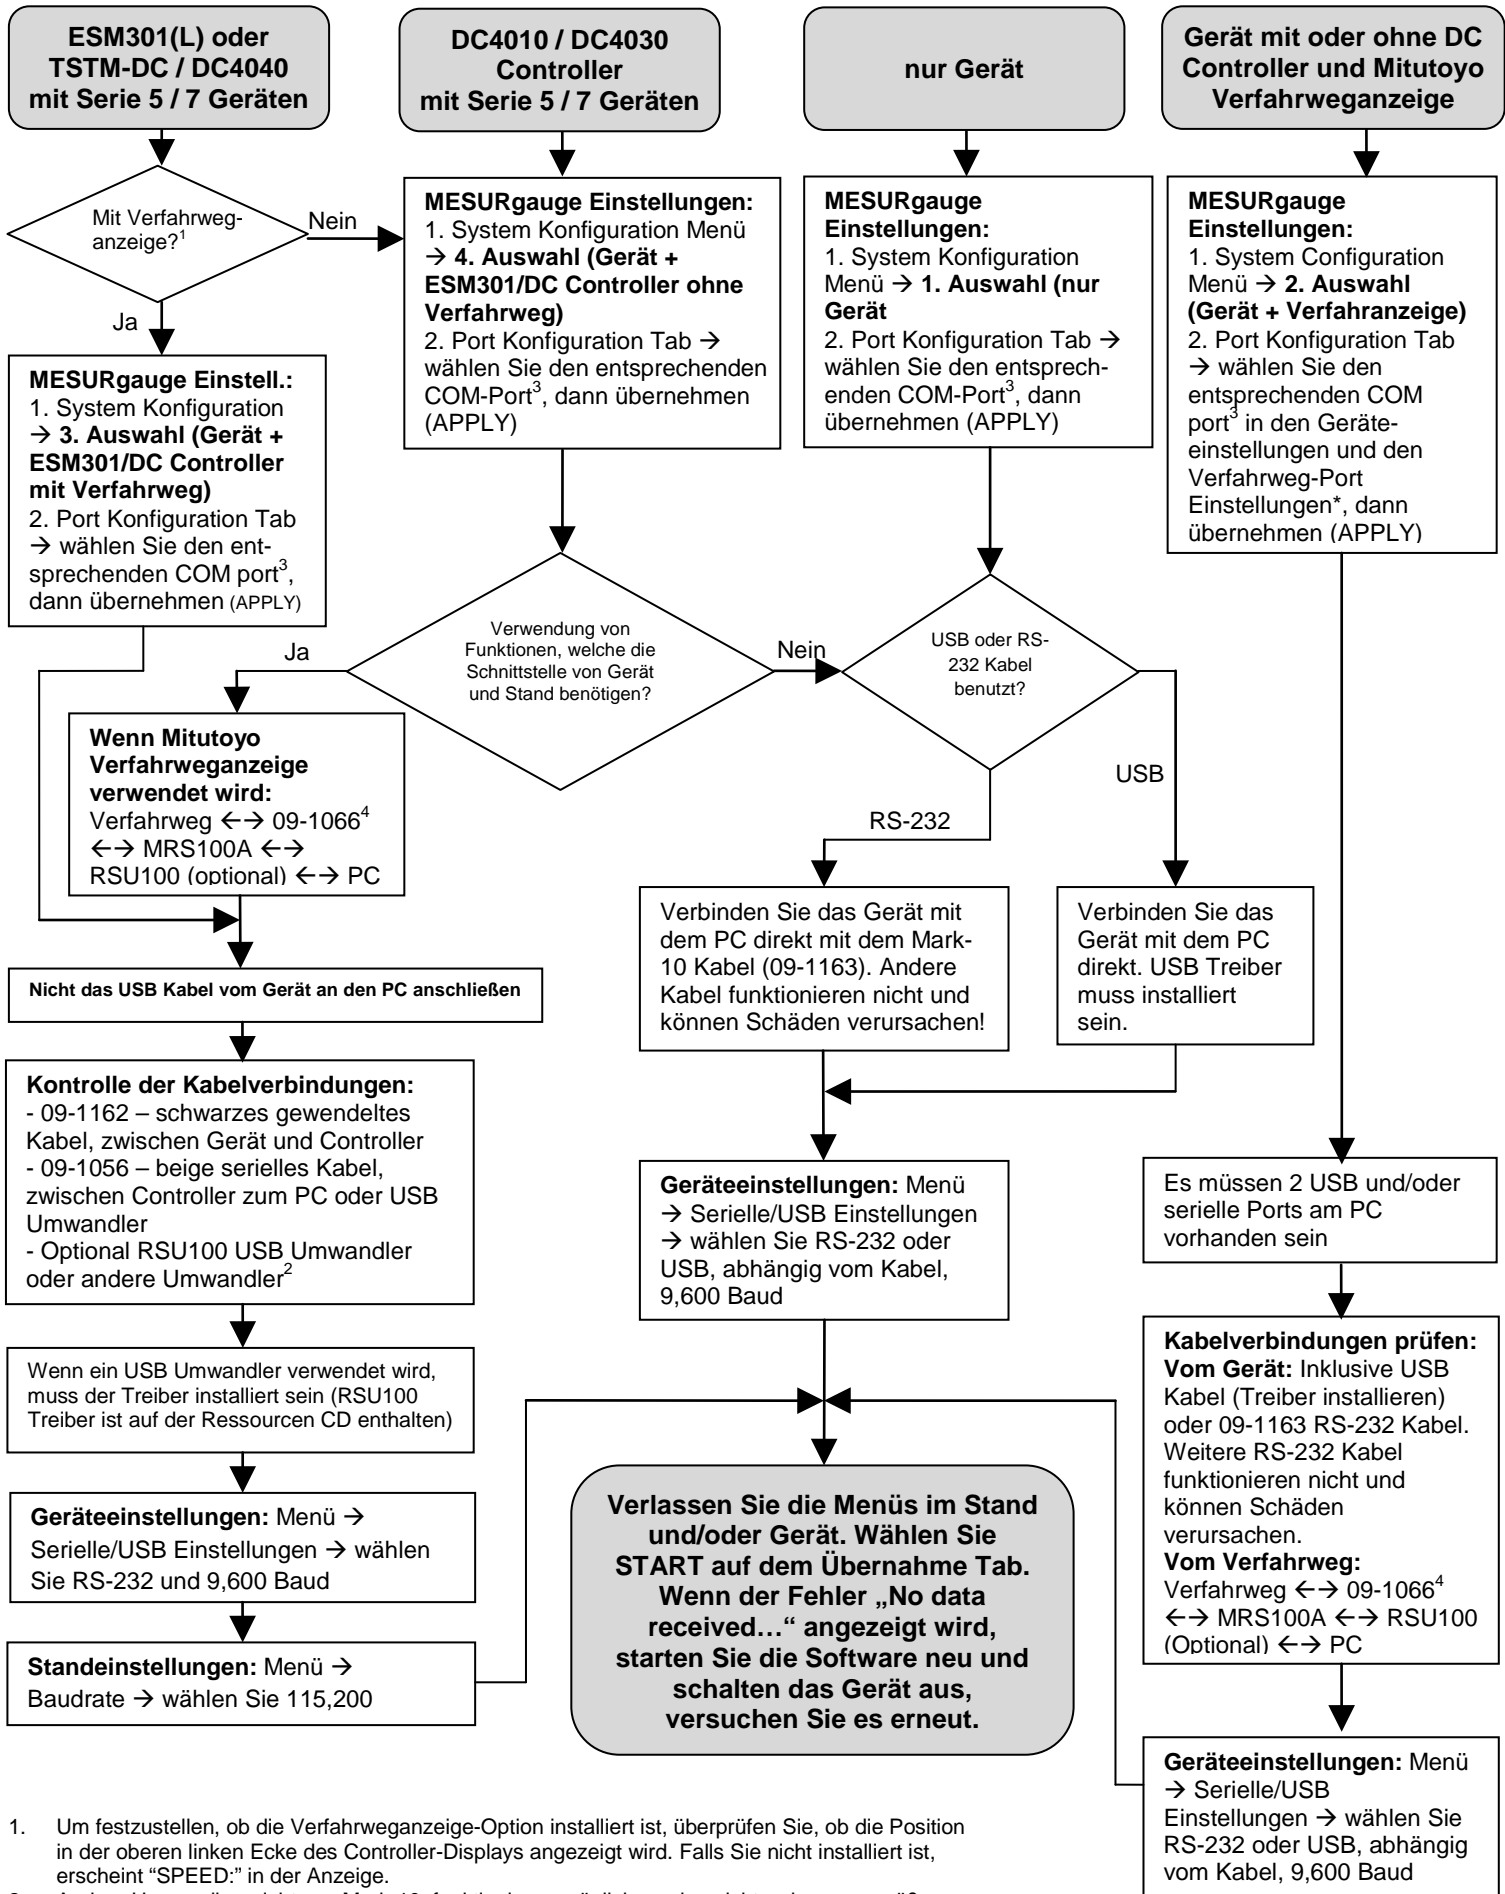 ESM301(L) oder
TSTM-DC / DC4040
mit Serie 5 / 7 Geräten
DC4010 / DC4030
Controller
mit Serie 5 / 7 Geräten
nur Gerät
Gerät mit oder ohne DC
Controller und Mitutoyo
Verfahrweganzeige
Mit Verfahrweg-
anzeige?1
Nein
Ja
MESURgauge Einstellungen:
1. System Konfiguration Menü
→ 4. Auswahl (Gerät +
ESM301/DC Controller ohne
Verfahrweg)
2. Port Konfiguration Tab →
wählen Sie den entsprechenden
COM-Port3, dann übernehmen
(APPLY)
MESURgauge
Einstellungen:
1. System Konfiguration
Menü → 1. Auswahl (nur
Gerät
2. Port Konfiguration Tab →
wählen Sie den entsprech-
enden COM-Port3, dann
übernehmen (APPLY)
MESURgauge
Einstellungen:
1. System Configuration
Menü → 2. Auswahl
(Gerät + Verfahranzeige)
2. Port Konfiguration Tab
→ wählen Sie den
entsprechenden COM
port3 in den Geräte-
einstellungen und den
Verfahrweg-Port
Einstellungen*, dann
übernehmen (APPLY)
MESURgauge Einstell.:
1. System Konfiguration
→ 3. Auswahl (Gerät +
ESM301/DC Controller
mit Verfahrweg)
2. Port Konfiguration Tab
→ wählen Sie den ent-
sprechenden COM port3,
dann übernehmen (APPLY)
Verwendung von
Funktionen, welche die
Schnittstelle von Gerät
und Stand benötigen?
Ja
Nein
USB oder RS-
232 Kabel
benutzt?
RS-232
USB
Wenn Mitutoyo
Verfahrweganzeige
verwendet wird:
Verfahrweg ←→ 09-10664
←→ MRS100A ←→
RSU100 (optional) ←→ PC
Nicht das USB Kabel vom Gerät an den PC anschließen
Kontrolle der Kabelverbindungen:
- 09-1162 – schwarzes gewendeltes
Kabel, zwischen Gerät und Controller
- 09-1056 – beige serielles Kabel,
zwischen Controller zum PC oder USB
Umwandler
- Optional RSU100 USB Umwandler
oder andere Umwandler2
Wenn ein USB Umwandler verwendet wird,
muss der Treiber installiert sein (RSU100
Treiber ist auf der Ressourcen CD enthalten)
Geräteeinstellungen: Menü →
Serielle/USB Einstellungen → wählen
Sie RS-232 und 9,600 Baud
Standeinstellungen: Menü →
Baudrate → wählen Sie 115,200
Verbinden Sie das Gerät mit
dem PC direkt mit dem Mark-
10 Kabel (09-1163). Andere
Kabel funktionieren nicht und
können Schäden verursachen!
Verbinden Sie das
Gerät mit dem PC
direkt. USB Treiber
muss installiert
sein.
Geräteeinstellungen: Menü
→ Serielle/USB Einstellungen
→ wählen Sie RS-232 oder
USB, abhängig vom Kabel,
9,600 Baud
Verlassen Sie die Menüs im Stand
und/oder Gerät. Wählen Sie
START auf dem Übernahme Tab.
Wenn der Fehler „No data
received…“ angezeigt wird,
starten Sie die Software neu und
schalten das Gerät aus,
versuchen Sie es erneut.
Es müssen 2 USB und/oder
serielle Ports am PC
vorhanden sein
Kabelverbindungen prüfen:
Vom Gerät: Inklusive USB
Kabel (Treiber installieren)
oder 09-1163 RS-232 Kabel.
Weitere RS-232 Kabel
funktionieren nicht und
können Schäden
verursachen.
Vom Verfahrweg:
Verfahrweg ←→ 09-10664
←→ MRS100A ←→ RSU100
(Optional) ←→ PC
Geräteeinstellungen: Menü
→ Serielle/USB
Einstellungen → wählen Sie
RS-232 oder USB, abhängig
vom Kabel, 9,600 Baud
1. Um festzustellen, ob die Verfahrweganzeige-Option installiert ist, überprüfen Sie, ob die Position
in der oberen linken Ecke des Controller-Displays angezeigt wird. Falls Sie nicht installiert ist,
erscheint “SPEED:” in der Anzeige.